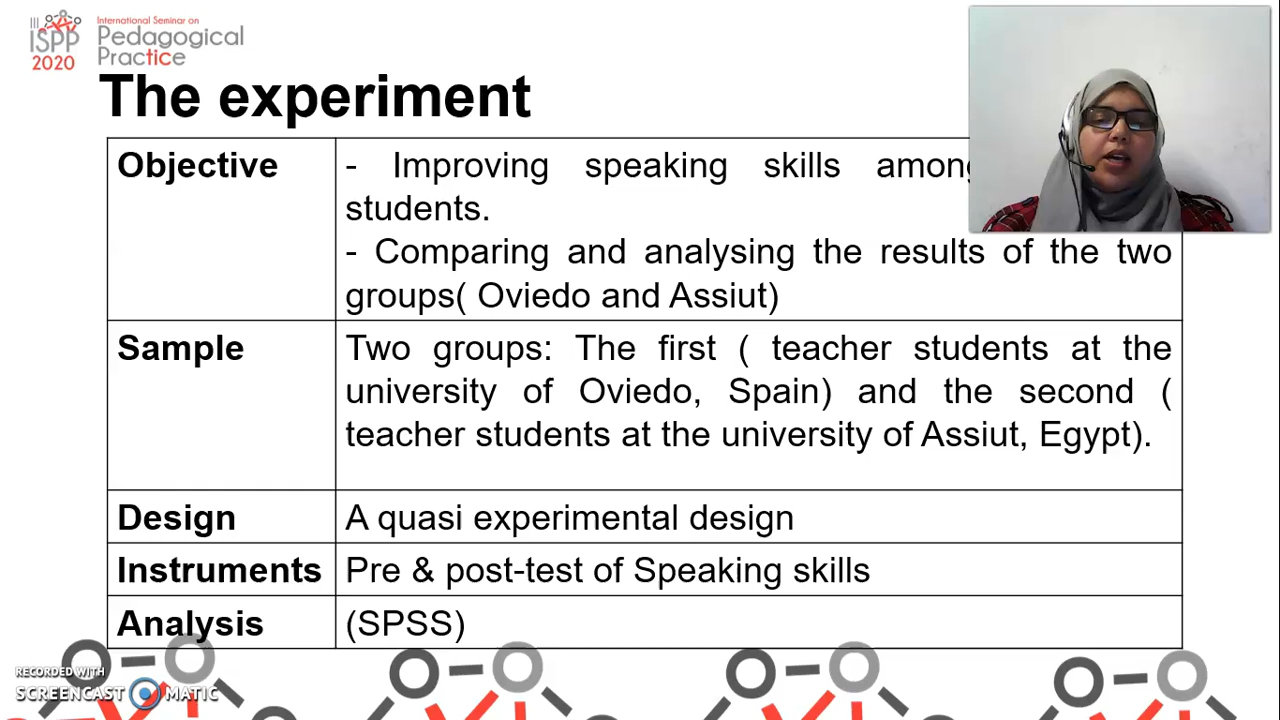 International Seminar on
ISPP
Pedagogical
Practice
2020
The experiment
Objective
- Improving speaking skills among
students.
- Comparing and analysing the results of the two
groups( Oviedo and Assiut)
Sample
Two groups: The first ( teacher students at the
university of Oviedo, Spain) and the second (
teacher students at the university of Assiut, Egypt).
Design
A quasi experimental design
Instruments
Pre & post-test of Speaking skills
Analysis
(SPSS)
RECORDED WITH
SCREENCAST MATIC